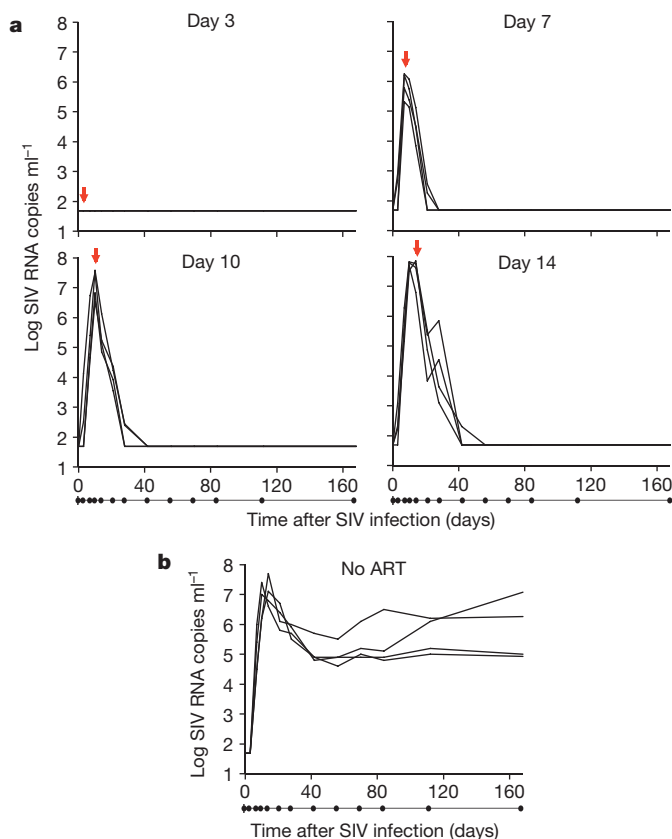 a
Day 3
Day 7
8
7
6
5
4
3
2
1
Day 10
Day 14
8
7
6
5
4
3
2
1
Log SIV RNA copies ml⁻¹
0 40 80 120 160
0 40 80 120 160
Time after SIV infection (days)
b
No ART
8
7
6
5
4
3
2
1
Log SIV RNA copies ml⁻¹
0 40 80 120 160
Time after SIV infection (days)